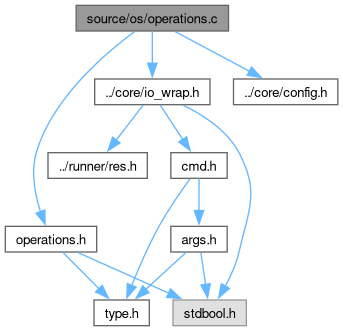 source/os/operations.c
../core/io_wrap.h
../core/config.h
../runner/res.h
cmd.h
operations.h
args.h
type.h
stdbool.h